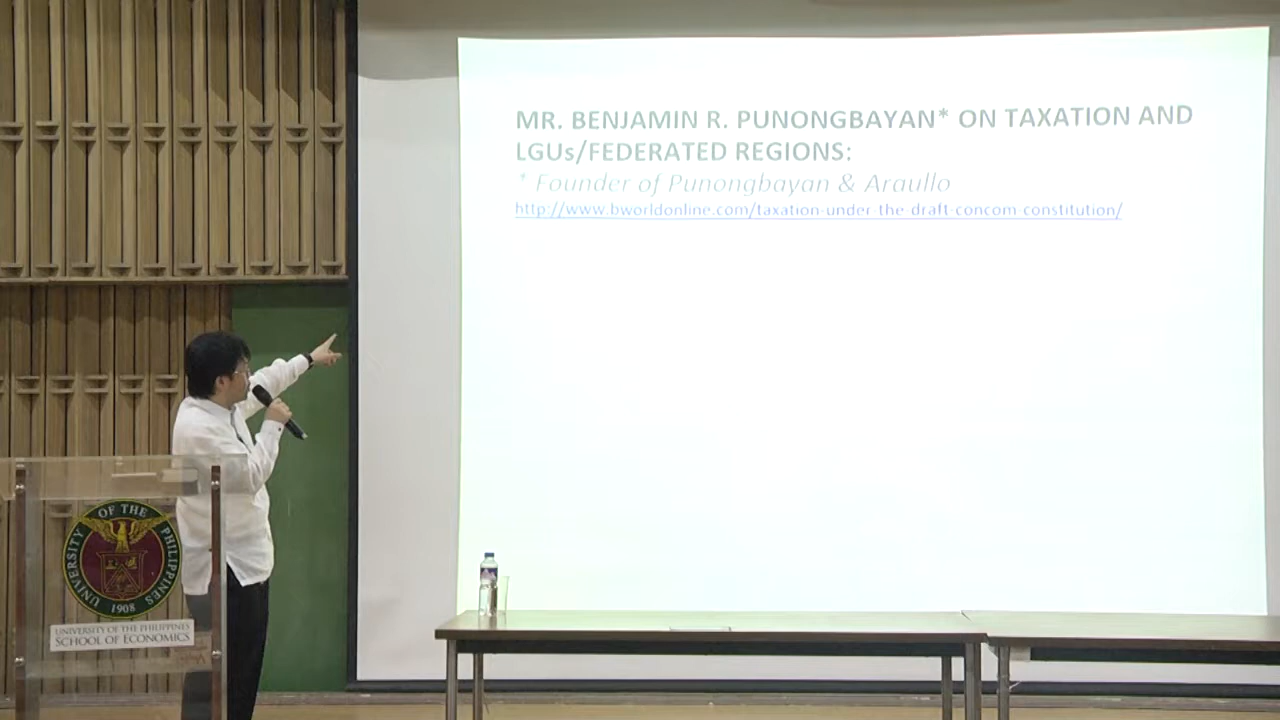 MR. BENJAMIN R. PUNONGBAYAN* ON TAXATION AND
LGUs/FEDERATED REGIONS:
* Founder of Punongbayan & Araullo
http://www.bworldonline.com/taxation-under-the-draft-concom-constitution/
UNIVERSITY OF THE PHILIPPINES
1908
UNIVERSITY OF THE PHILIPPINES
SCHOOL OF ECONOMICS